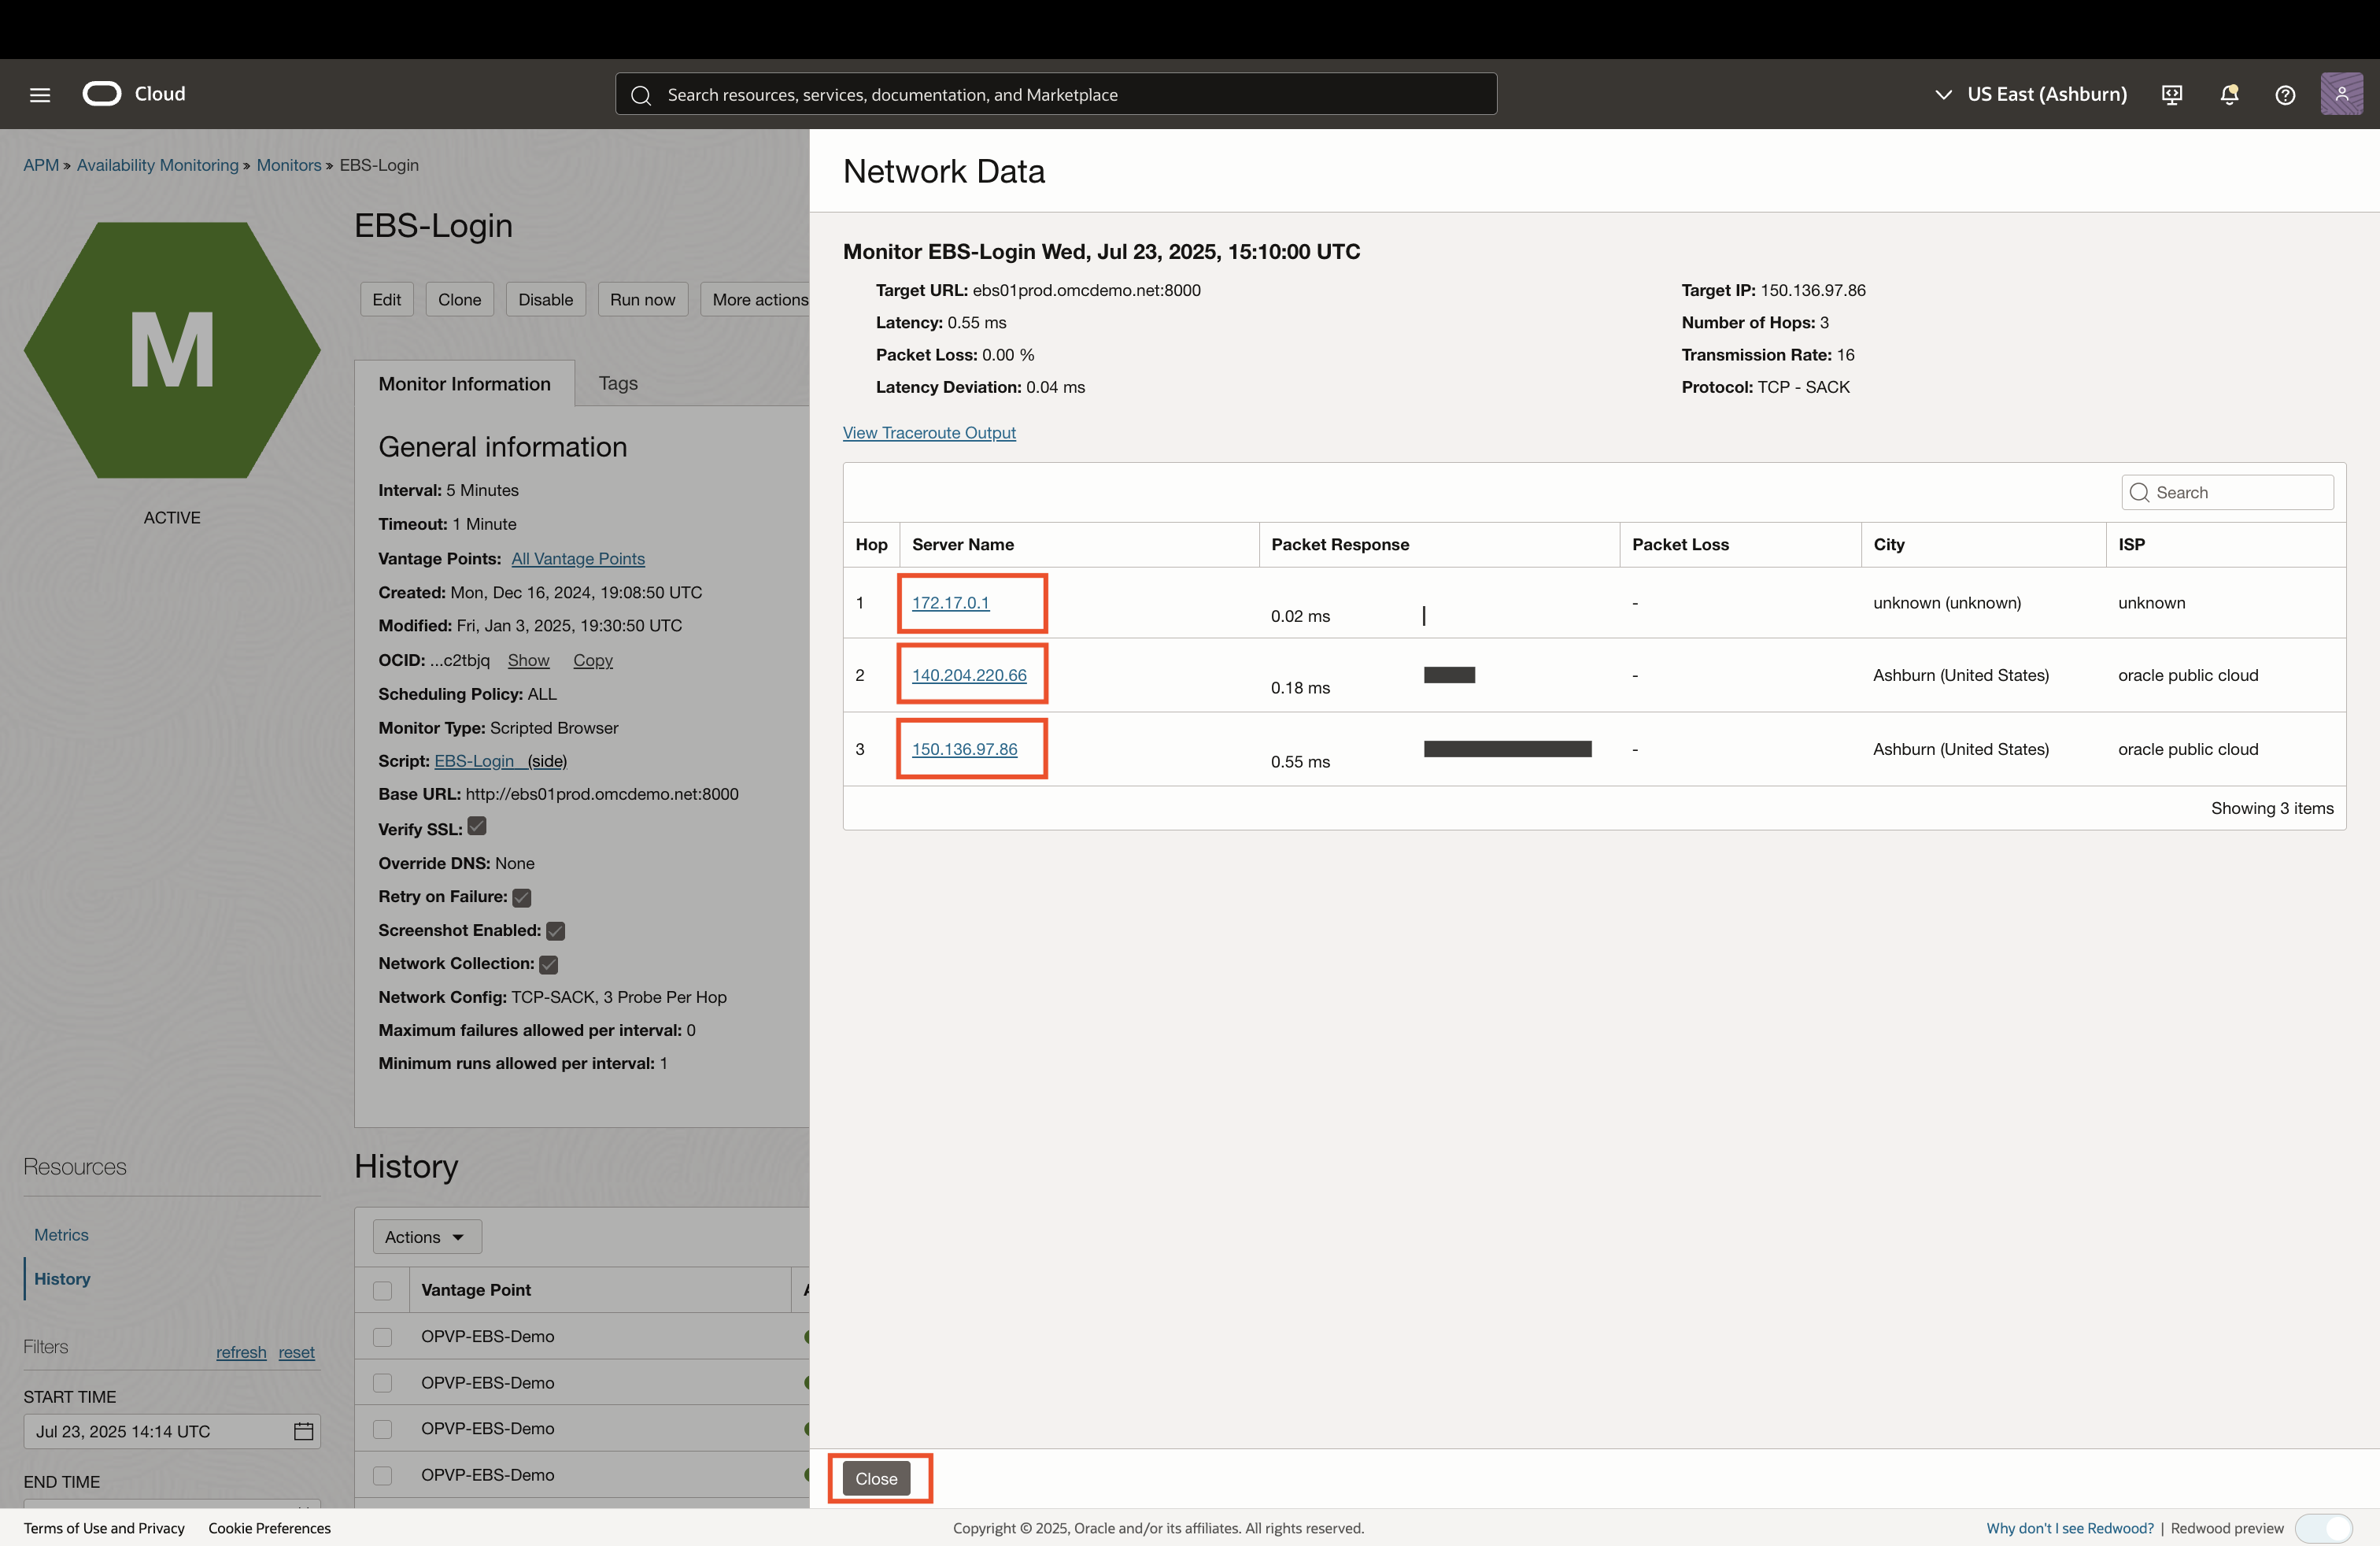 Cloud
Search resources, services, documentation, and Marketplace
US East (Ashburn)
APM » Availability Monitoring » Monitors » EBS-Login
M
ACTIVE
EBS-Login
Edit Clone Disable Run now More actions
Monitor Information Tags
General information
Interval: 5 Minutes
Timeout: 1 Minute
Vantage Points: All Vantage Points
Created: Mon, Dec 16, 2024, 19:08:50 UTC
Modified: Fri, Jan 3, 2025, 19:30:50 UTC
OCID: ...c2tbjq Show Copy
Scheduling Policy: ALL
Monitor Type: Scripted Browser
Script: EBS-Login (side)
Base URL: http://ebs01prod.omcdemo.net:8000
Verify SSL:
Override DNS: None
Retry on Failure:
Screenshot Enabled:
Network Collection:
Network Config: TCP-SACK, 3 Probe Per Hop
Maximum failures allowed per interval: 0
Minimum runs allowed per interval: 1
Resources
Metrics
History
Filters refresh reset
START TIME
Jul 23, 2025 14:14 UTC
END TIME
History
Actions
Vantage Point
OPVP-EBS-Demo
OPVP-EBS-Demo
OPVP-EBS-Demo
OPVP-EBS-Demo
Network Data
Monitor EBS-Login Wed, Jul 23, 2025, 15:10:00 UTC
Target URL: ebs01prod.omcdemo.net:8000 Target IP: 150.136.97.86
Latency: 0.55 ms Number of Hops: 3
Packet Loss: 0.00 % Transmission Rate: 16
Latency Deviation: 0.04 ms Protocol: TCP - SACK
View Traceroute Output
Search
Hop Server Name Packet Response Packet Loss City ISP
1 172.17.0.1 0.02 ms - unknown (unknown) unknown
2 140.204.220.66 0.18 ms - Ashburn (United States) oracle public cloud
3 150.136.97.86 0.55 ms - Ashburn (United States) oracle public cloud
Showing 3 items
Close
Terms of Use and Privacy Cookie Preferences Copyright © 2025, Oracle and/or its affiliates. All rights reserved. Why don't I see Redwood? | Redwood preview